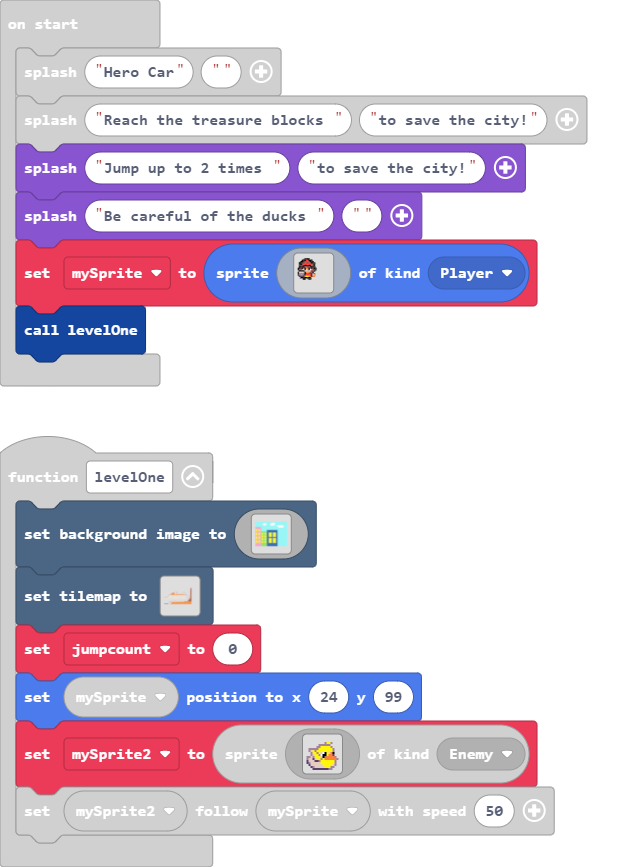 on start
splash "Hero Car" " "
splash "Reach the treasure blocks " "to save the city!"
splash "Jump up to 2 times " "to save the city!"
splash "Be careful of the ducks " " "
set mySprite to sprite of kind Player
call levelOne
function levelOne
set background image to
set tilemap to
set jumpcount to 0
set mySprite position to x 24 y 99
set mySprite2 to sprite of kind Enemy
set mySprite2 follow mySprite with speed 50